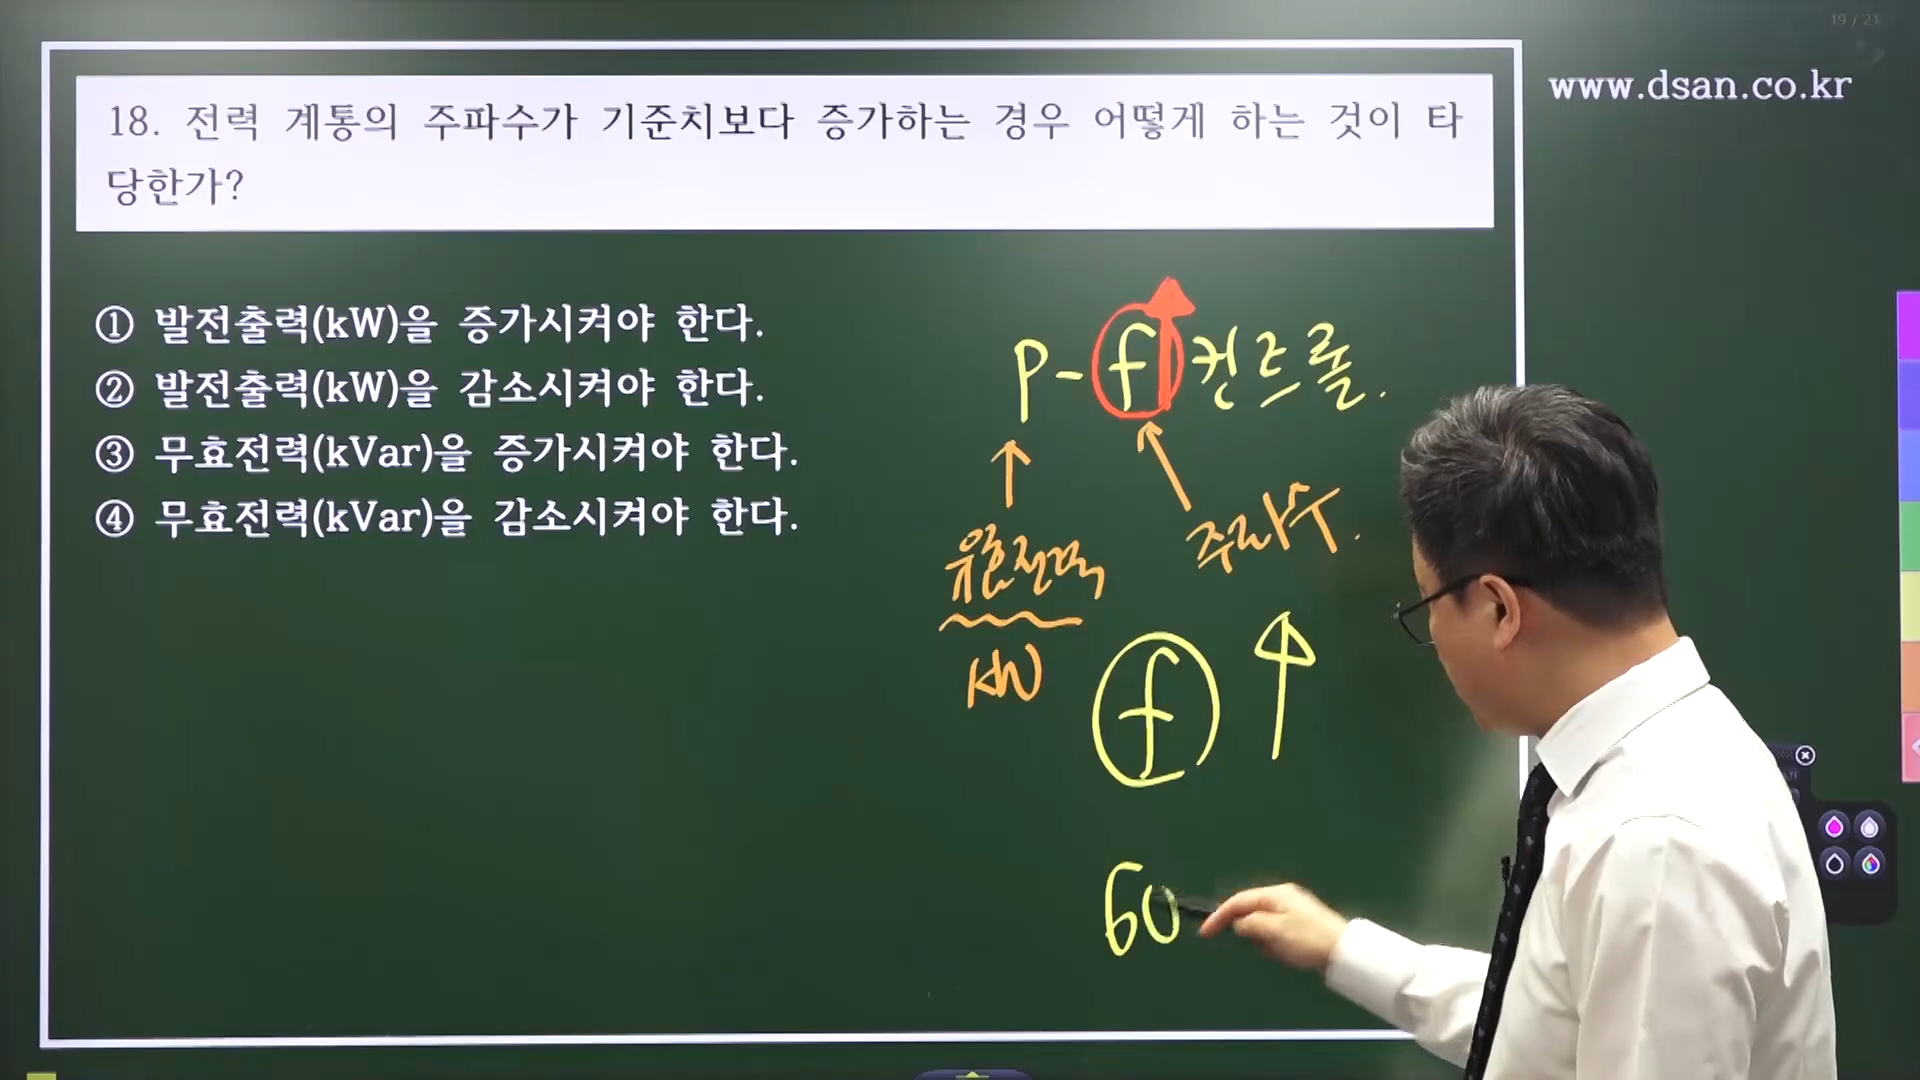 19 / 21
www.dsan.co.kr
18. 전력 계통의 주파수가 기준치보다 증가하는 경우 어떻게 하는 것이 타
당한가?
① 발전출력(kW)을 증가시켜야 한다.
② 발전출력(kW)을 감소시켜야 한다.
③ 무효전력(kVar)을 증가시켜야 한다.
④ 무효전력(kVar)을 감소시켜야 한다.
P-f 컨트롤.
유효전력
주파수.
kW
f
60